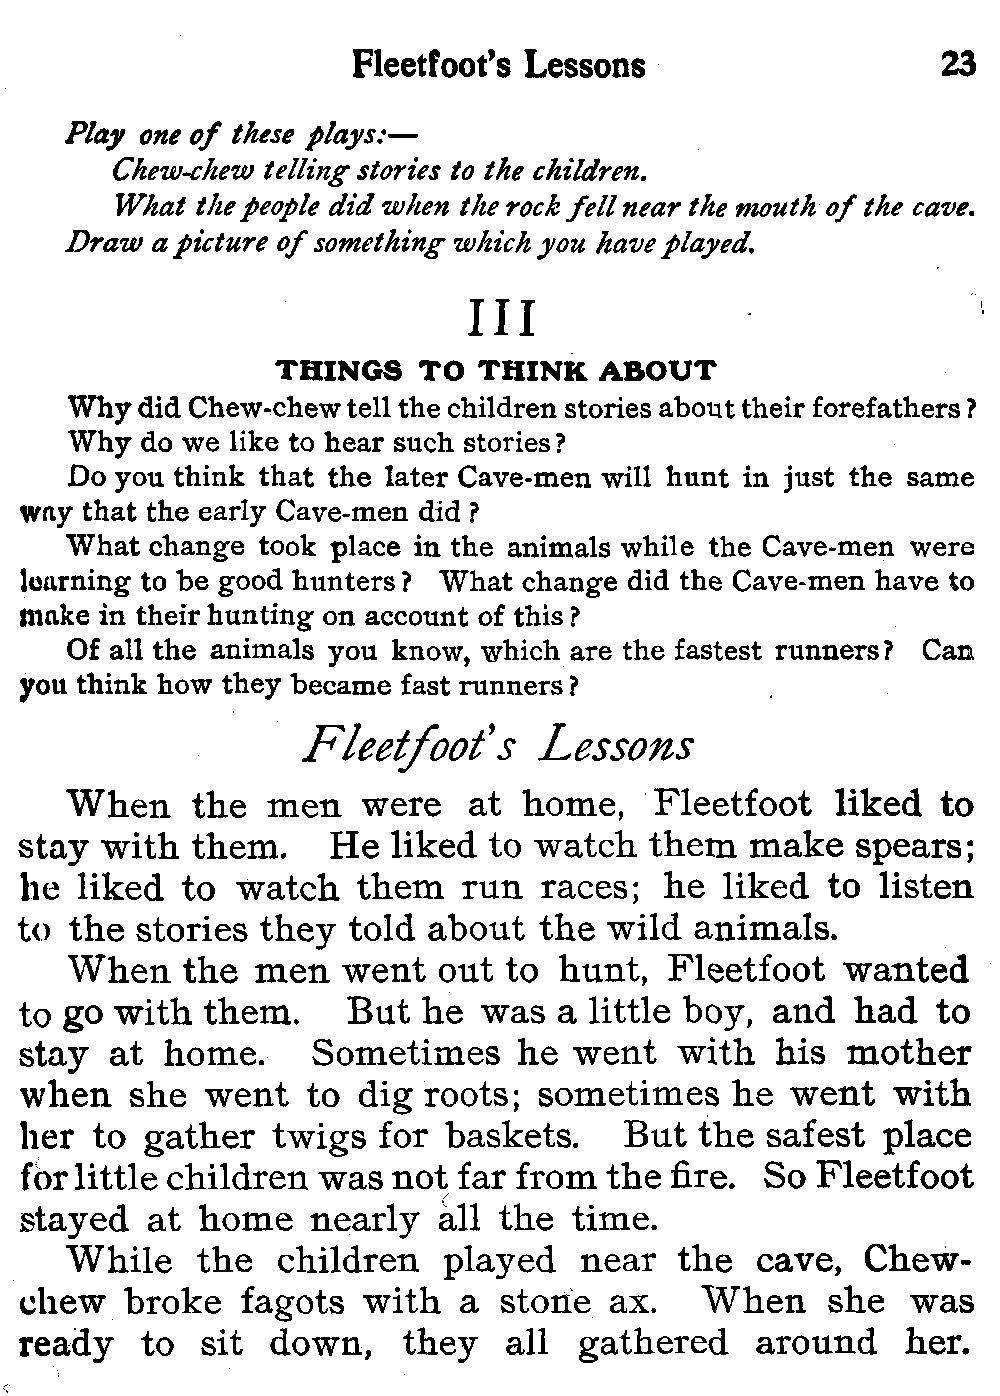 Fleetfoot's Lessons 23
Play one of these plays:—
Chew-chew telling stories to the children.
What the people did when the rock fell near the mouth of the cave.
Draw a picture of something which you have played.
III
THINGS TO THINK ABOUT
Why did Chew-chew tell the children stories about their forefathers?
Why do we like to hear such stories?
Do you think that the later Cave-men will hunt in just the same
way that the early Cave-men did?
What change took place in the animals while the Cave-men were
learning to be good hunters? What change did the Cave-men have to
make in their hunting on account of this?
Of all the animals you know, which are the fastest runners? Can
you think how they became fast runners?
Fleetfoot's Lessons
When the men were at home, Fleetfoot liked to
stay with them. He liked to watch them make spears;
he liked to watch them run races; he liked to listen
to the stories they told about the wild animals.
When the men went out to hunt, Fleetfoot wanted
to go with them. But he was a little boy, and had to
stay at home. Sometimes he went with his mother
when she went to dig roots; sometimes he went with
her to gather twigs for baskets. But the safest place
for little children was not far from the fire. So Fleetfoot
stayed at home nearly all the time.
While the children played near the cave, Chew-
chew broke fagots with a stone ax. When she was
ready to sit down, they all gathered around her.